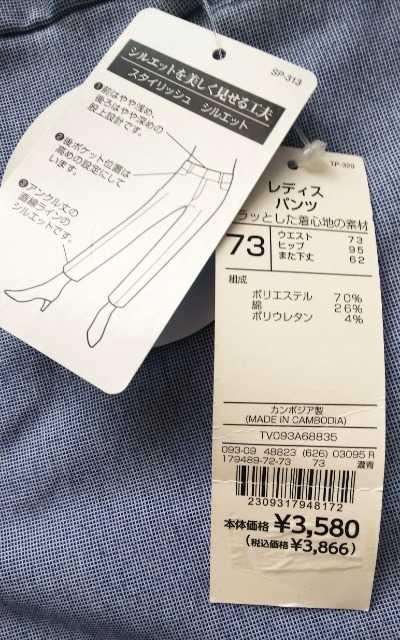 SP-313
シルエットを美しく見せる工夫
スタイリッシュ シルエット
❶前はやや浅め、
後ろはやや深めの
股上設計です。
❷後ポケット位置は
高めの設定にして
います。
❸アンクル丈の
直線ラインの
シルエットです。
TP-329
レディス
パンツ
ラッとした着心地の素材
73
ウエスト 73
ヒップ 95
また下丈 62
組成
ポリエステル 70%
綿 26%
ポリウレタン 4%
カンボジア製
(MADE IN CAMBODIA)
TV093A68835
093-09 48823 (626) 03095 R
179489-72-73 73 濃青
2309317948172
本体価格 ¥3,580
(税込価格 ¥3,866)